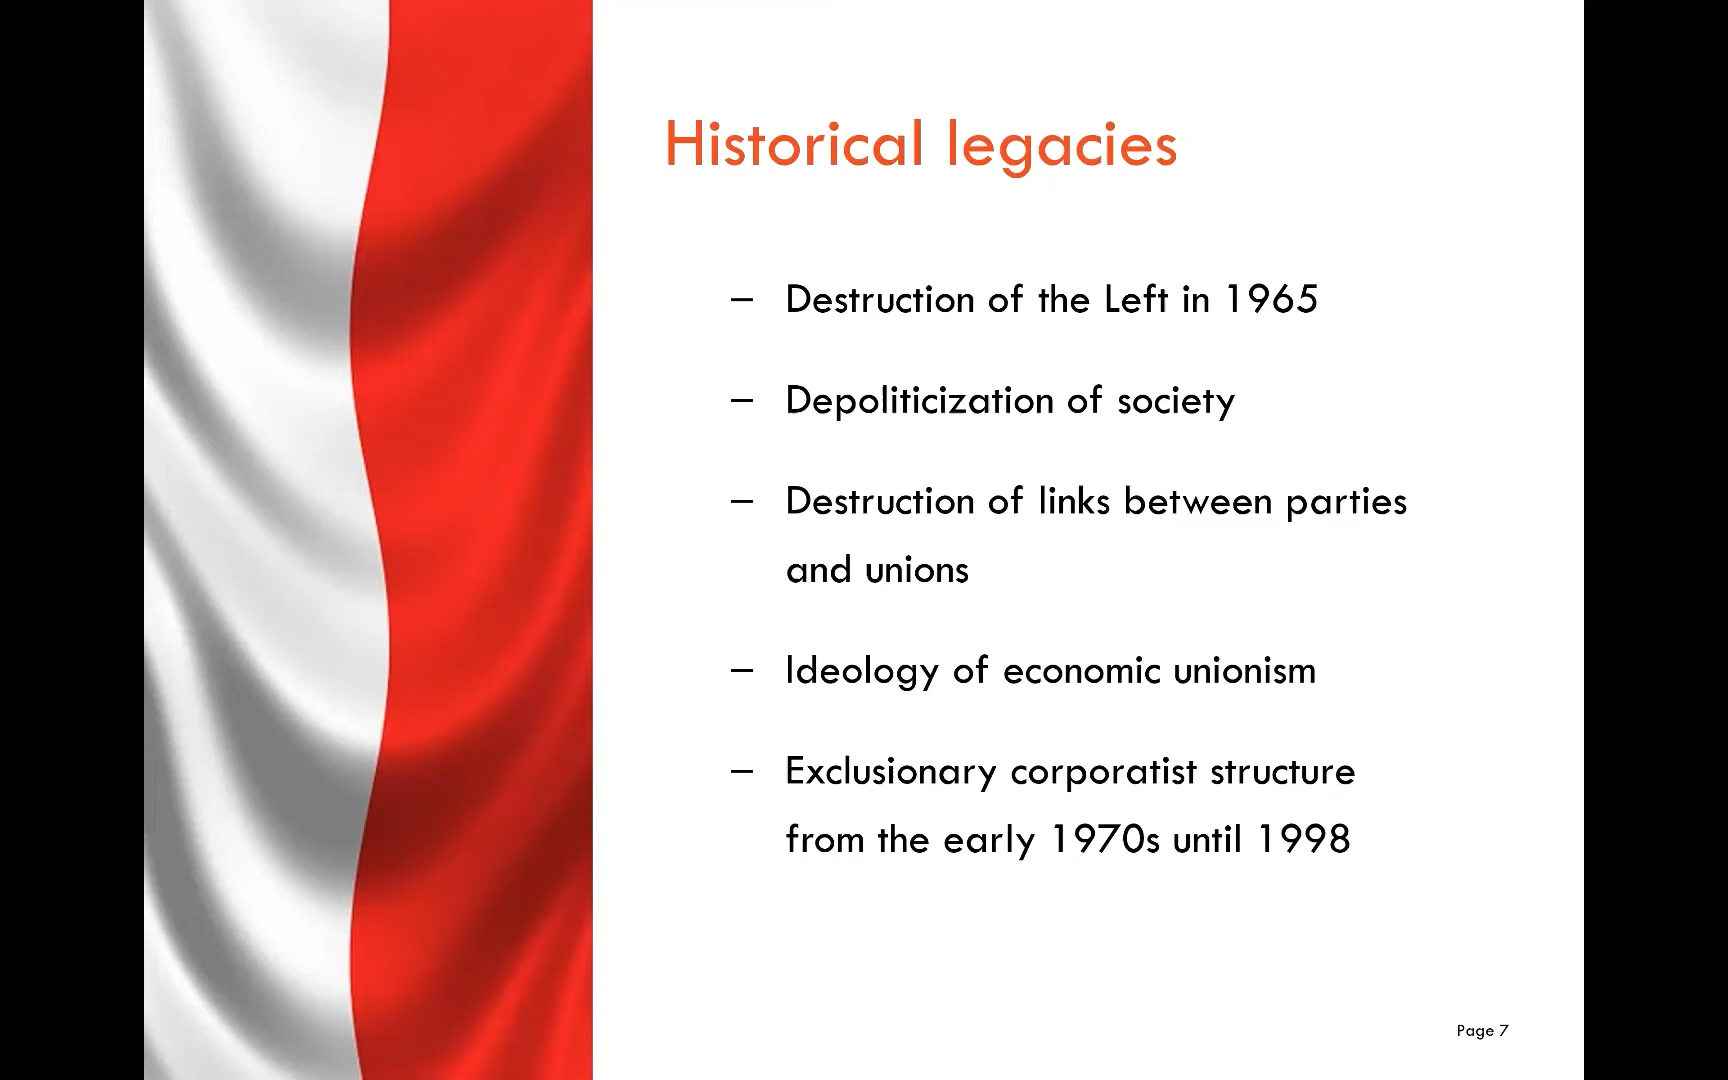 Historical legacies
– Destruction of the Left in 1965
– Depoliticization of society
– Destruction of links between parties
and unions
– Ideology of economic unionism
– Exclusionary corporatist structure
from the early 1970s until 1998
Page 7